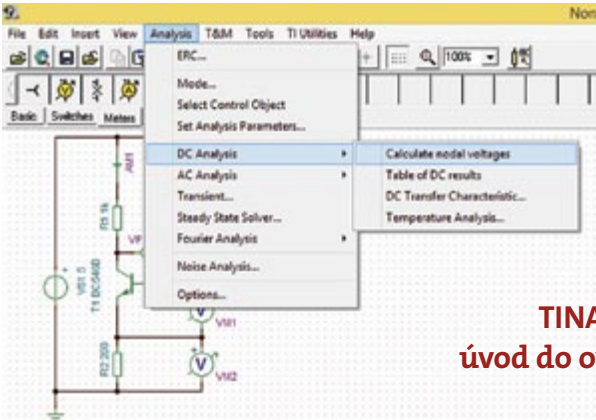 Non
File Edit Insert View Analysis T&M Tools TI Utilities Help
100%
Basic Switches Meters
ERC...
Mode...
Select Control Object
Set Analysis Parameters...
DC Analysis
AC Analysis
Transient...
Steady State Solver...
Fourier Analysis
Noise Analysis...
Options...
Calculate nodal voltages
Table of DC results
DC Transfer Characteristic...
Temperature Analysis...
AM1
R1 1k
VF
VS1 5
VM1
R2 200
VM2
TINA
úvod do o